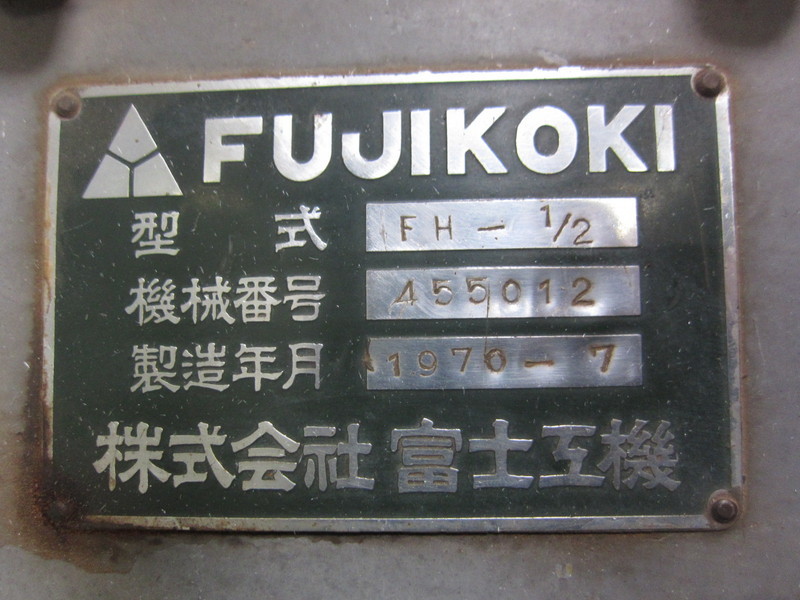 FUJIKOKI
型式 FH-1/2
機械番号 455012
製造年月 1970-7
株式会社 富士工機